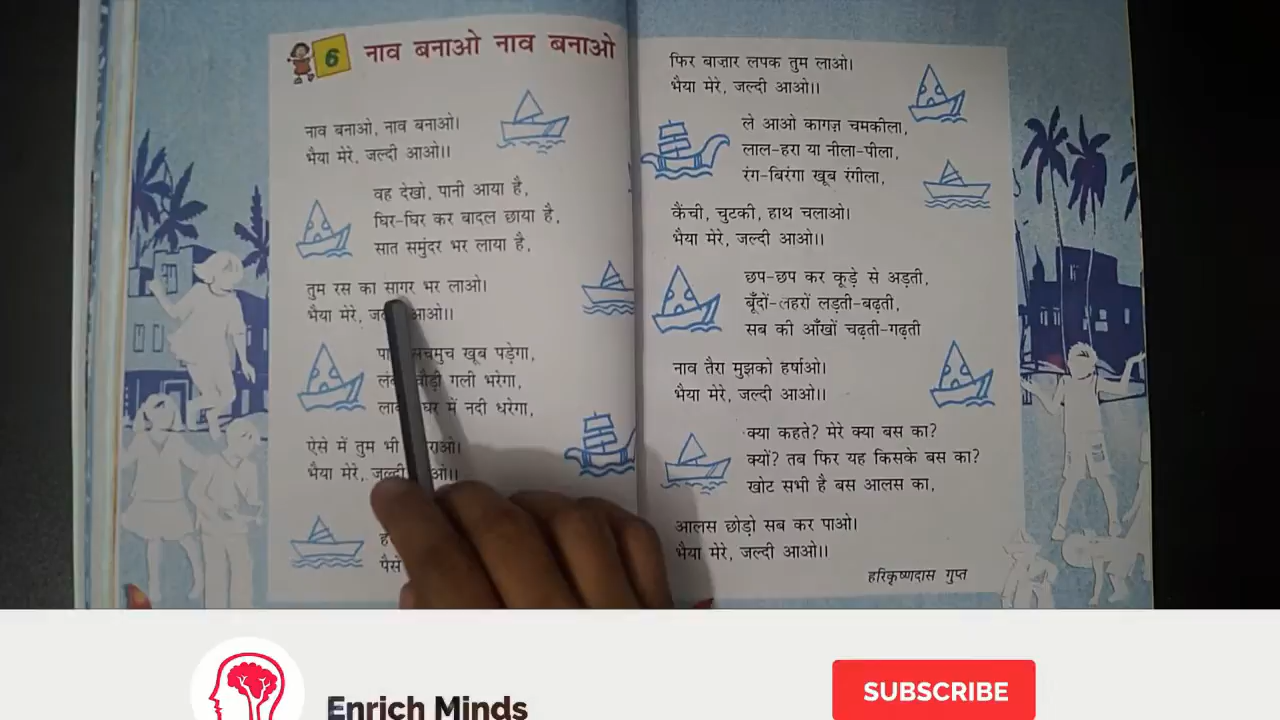 6
नाव बनाओ नाव बनाओ
नाव बनाओ, नाव बनाओ।
भैया मेरे, जल्दी आओ।।
वह देखो, पानी आया है,
घिर-घिर कर बादल छाया है,
सात समुंदर भर लाया है,
तुम रस का सागर भर लाओ।
भैया मेरे, आओ।।
सचमुच खूब पड़ेगा,
चौड़ी गली भरेगा,
घर में नदी धरेगा,
ऐसे में तुम भी
भैया मेरे, जल्दी
पैसे
फिर बाज़ार लपक तुम लाओ।
भैया मेरे, जल्दी आओ।।
ले आओ कागज़ चमकीला,
लाल-हरा या नीला-पीला,
रंग-बिरंगा खूब रंगीला,
कैंची, चुटकी, हाथ चलाओ।
भैया मेरे, जल्दी आओ।।
छप-छप कर कूड़े से अड़ती,
बूँदों-लहरों लड़ती-बढ़ती,
सब की आँखों चढ़ती-गढ़ती
नाव तैरा मुझको हर्षाओ।
भैया मेरे, जल्दी आओ।।
क्या कहते? मेरे क्या बस का?
क्यों? तब फिर यह किसके बस का?
खोट सभी है बस आलस का,
आलस छोड़ो सब कर पाओ।
भैया मेरे, जल्दी आओ।।
हरिकृष्णदास गुप्त
Enrich Minds
SUBSCRIBE